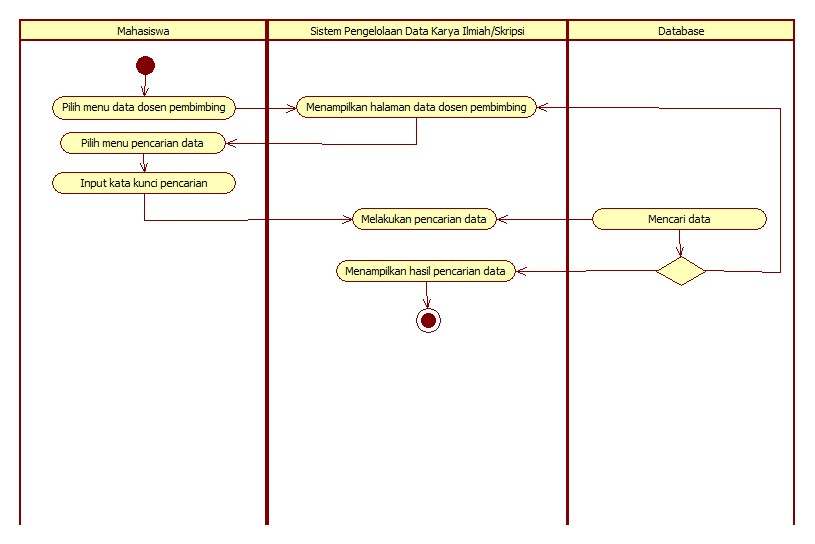 Mahasiswa
Sistem Pengelolaan Data Karya Ilmiah/Skripsi
Database
Pilih menu data dosen pembimbing
Menampilkan halaman data dosen pembimbing
Pilih menu pencarian data
Input kata kunci pencarian
Melakukan pencarian data
Mencari data
Menampilkan hasil pencarian data